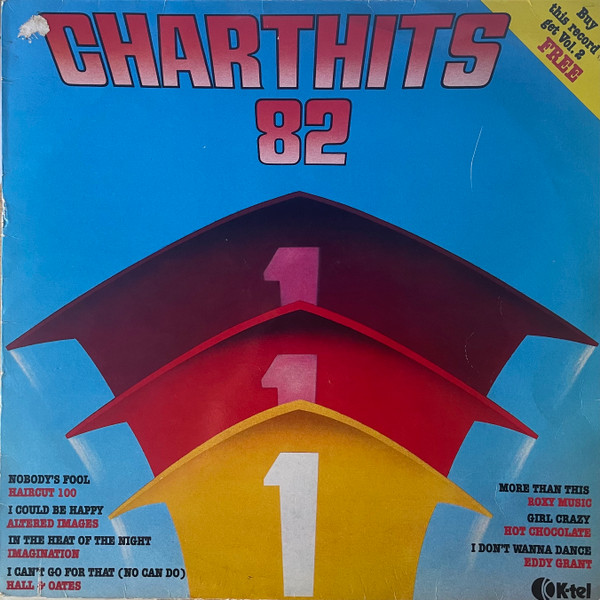 CHARTHITS
82
Buy
this record
get Vol. 2
FREE
1
1
1
NOBODY'S FOOL
HAIRCUT 100
I COULD BE HAPPY
ALTERED IMAGES
IN THE HEAT OF THE NIGHT
IMAGINATION
I CAN'T GO FOR THAT (NO CAN DO)
HALL & OATES
MORE THAN THIS
ROXY MUSIC
GIRL CRAZY
HOT CHOCOLATE
I DON'T WANNA DANCE
EDDY GRANT
K-tel